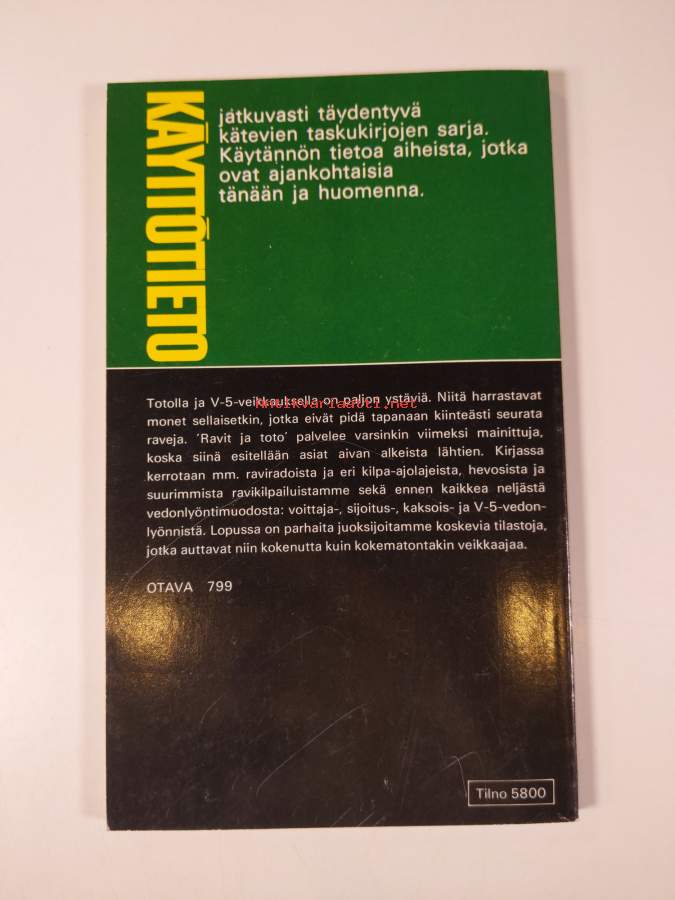 KÄYTTÖTIETO
jatkuvasti täydentyvä
kätevien taskukirjojen sarja.
Käytännön tietoa aiheista, jotka
ovat ajankohtaisia
tänään ja huomenna.
Totolla ja V-5-veikkauksella on paljon ystäviä. Niitä harrastavat
Antikvariaatti.net
monet sellaisetkin, jotka eivät pidä tapanaan kiinteästi seurata
raveja. 'Ravit ja toto' palvelee varsinkin viimeksi mainittuja,
koska siinä esitellään asiat aivan alkeista lähtien. Kirjassa
kerrotaan mm. raviradoista ja eri kilpa-ajolajeista, hevosista ja
suurimmista ravikilpailuistamme sekä ennen kaikkea neljästä
vedonlyöntimuodosta: voittaja-, sijoitus-, kaksois- ja V-5-vedon-
lyönnistä. Lopussa on parhaita juoksijoitamme koskevia tilastoja,
jotka auttavat niin kokenutta kuin kokematontakin veikkaajaa.
OTAVA 799
Tilno 5800